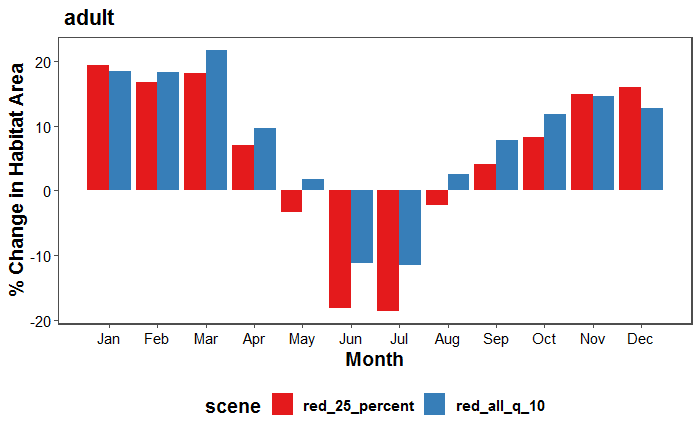 adult
% Change in Habitat Area
20
10
0
-10
-20
Jan Feb Mar Apr May Jun Jul Aug Sep Oct Nov Dec
Month
scene red_25_percent red_all_q_10